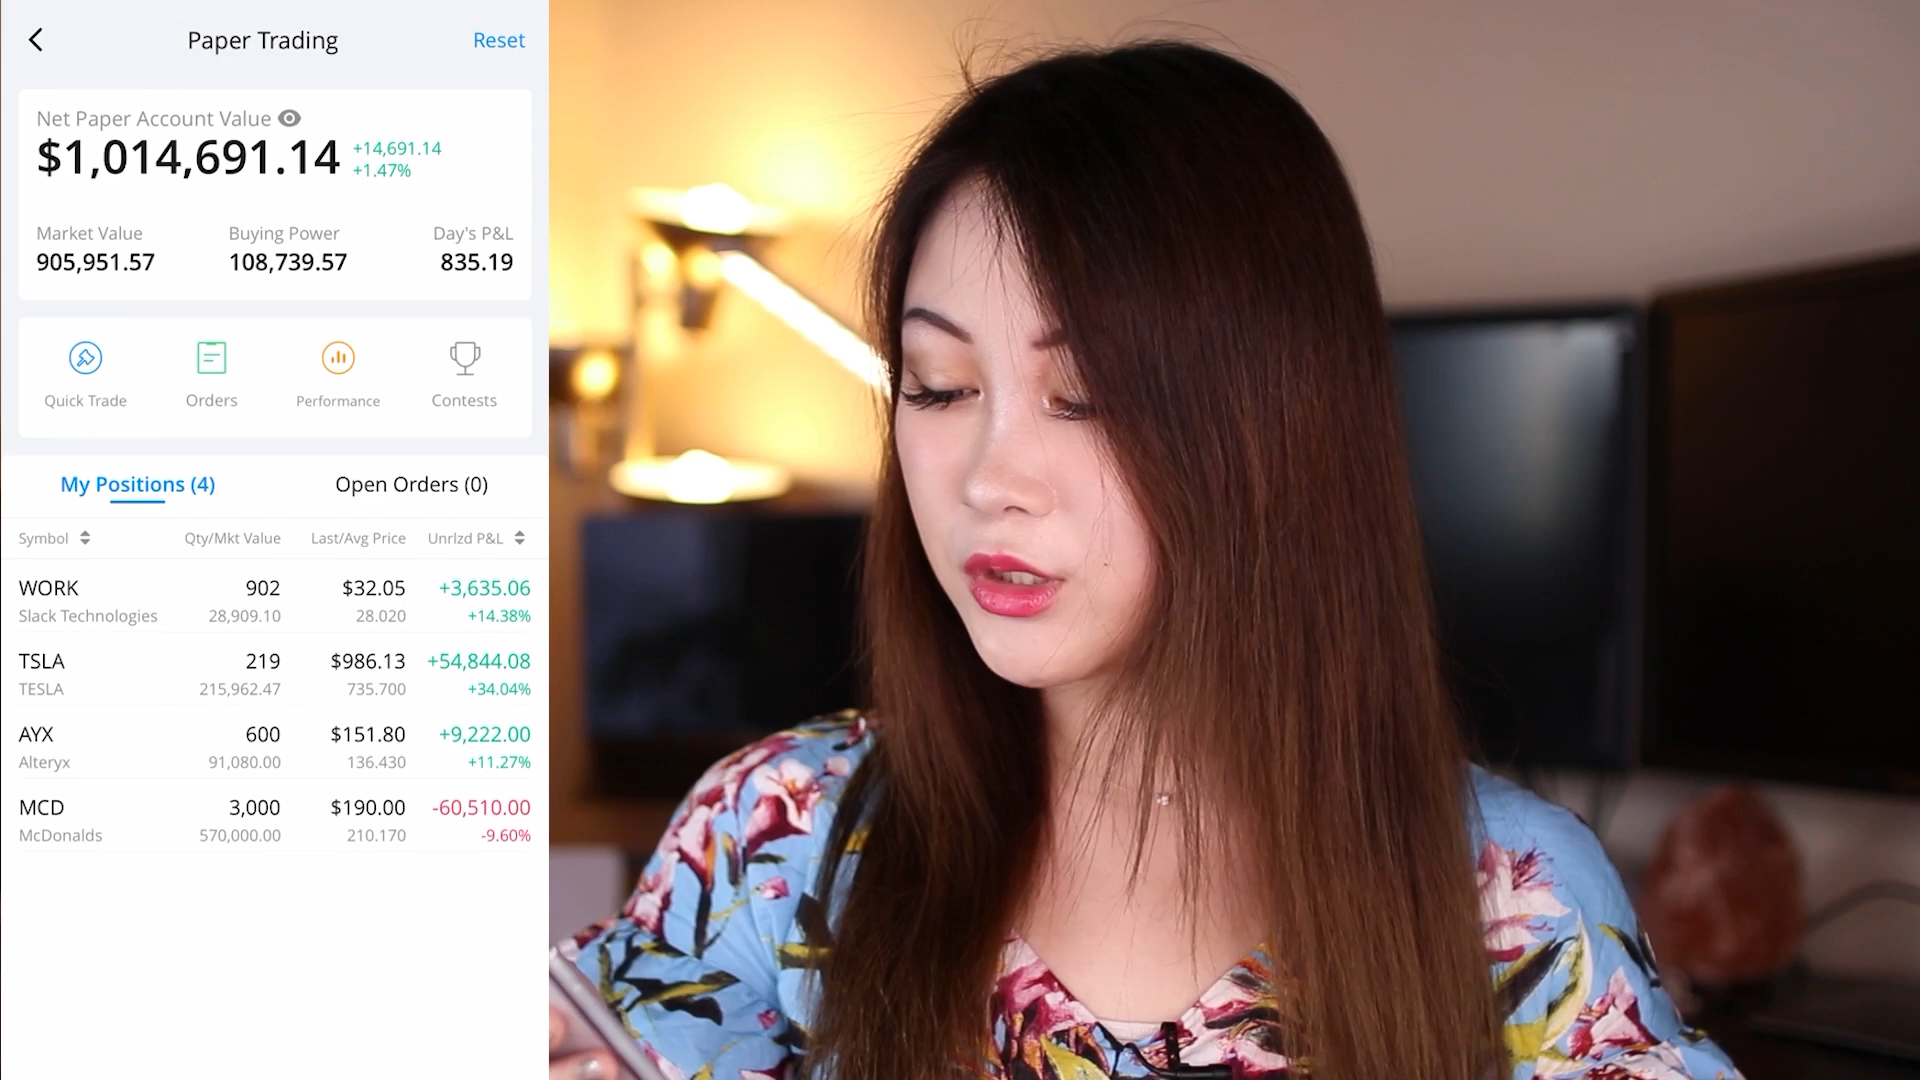 Paper Trading
Reset
Net Paper Account Value
$1,014,691.14
+14,691.14
+1.47%
Market Value
Buying Power
Day's P&L
905,951.57
108,739.57
835.19
Quick Trade
Orders
Performance
Contests
My Positions (4)
Open Orders (0)
Symbol
Qty/Mkt Value
Last/Avg Price
Unrlzd P&L
WORK 902 $32.05 +3,635.06
Slack Technologies 28,909.10 28.020 +14.38%
TSLA 219 $986.13 +54,844.08
TESLA 215,962.47 735.700 +34.04%
AYX 600 $151.80 +9,222.00
Alteryx 91,080.00 136.430 +11.27%
MCD 3,000 $190.00 -60,510.00
McDonalds 570,000.00 210.170 -9.60%